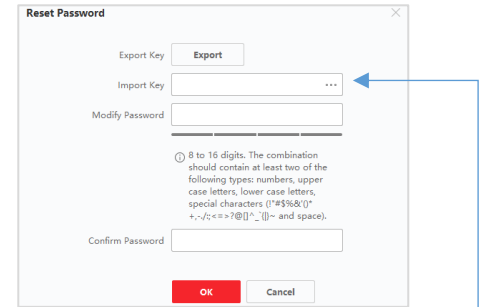 Reset Password
Export Key Export
Import Key ...
Modify Password
8 to 16 digits. The combination
should contain at least two of the
following types: numbers, upper
case letters, lower case letters,
special characters (!"#$%&'()*
+,-./:;<=>?@[]^_`{|}~ and space).
Confirm Password
OK Cancel